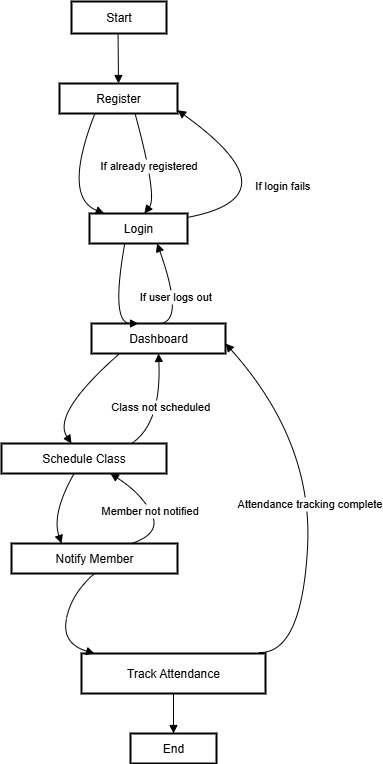 Start
Register
If already registered
If login fails
Login
If user logs out
Dashboard
Class not scheduled
Schedule Class
Attendance tracking complete
Member not notified
Notify Member
Track Attendance
End